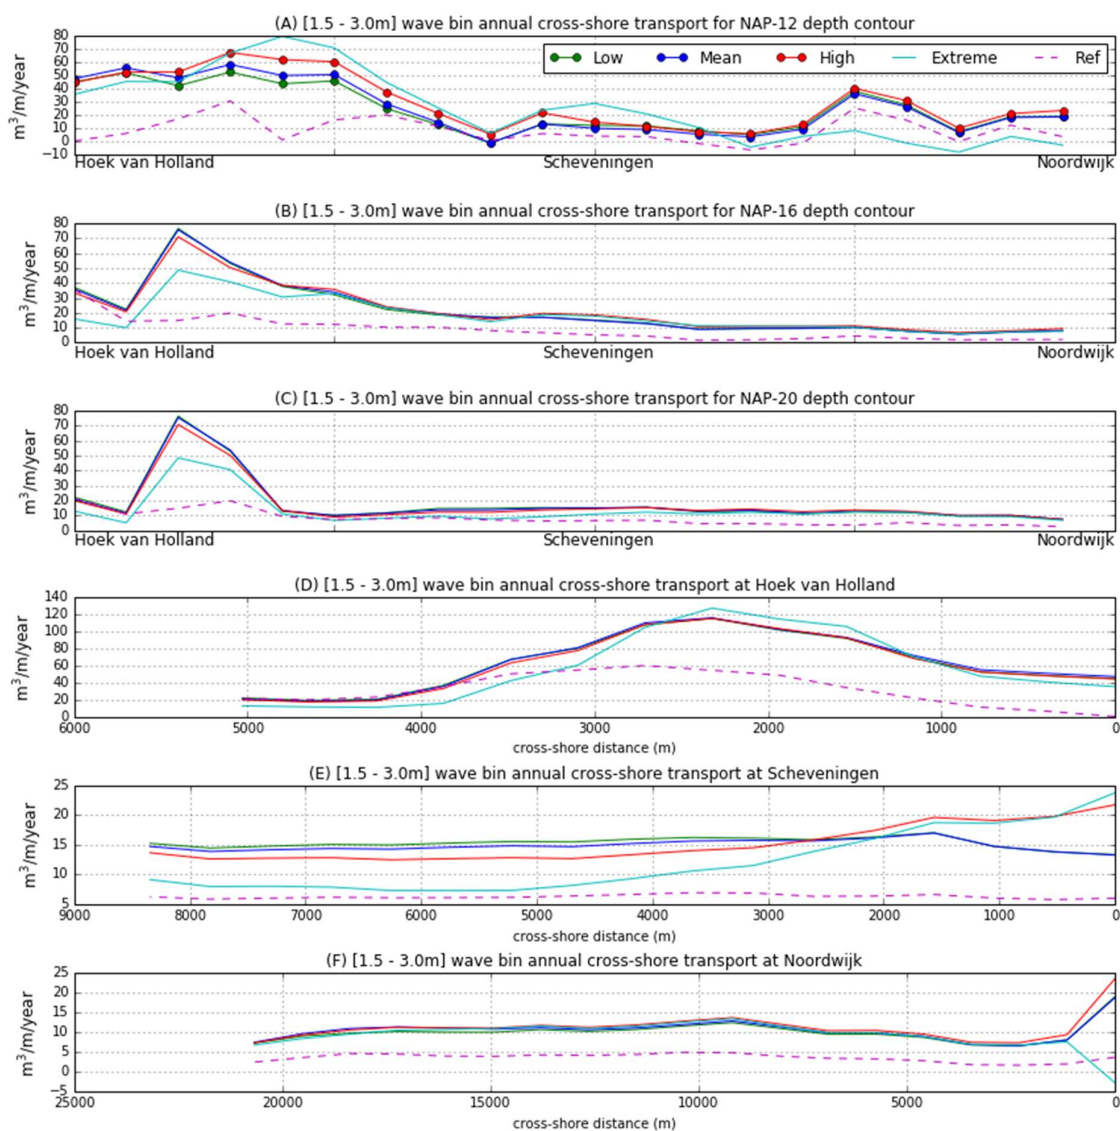 (A) [1.5 - 3.0m] wave bin annual cross-shore transport for NAP-12 depth contour
80
70
60
50
40
30
20
10
0
−10
m³/m/year
Low Mean High Extreme Ref
Hoek van Holland Scheveningen Noordwijk
(B) [1.5 - 3.0m] wave bin annual cross-shore transport for NAP-16 depth contour
80
70
60
50
40
30
20
10
0
m³/m/year
Hoek van Holland Scheveningen Noordwijk
(C) [1.5 - 3.0m] wave bin annual cross-shore transport for NAP-20 depth contour
80
70
60
50
40
30
20
10
0
m³/m/year
Hoek van Holland Scheveningen Noordwijk
(D) [1.5 - 3.0m] wave bin annual cross-shore transport at Hoek van Holland
140
120
100
80
60
40
20
0
m³/m/year
6000 5000 4000 3000 2000 1000 0
cross-shore distance (m)
(E) [1.5 - 3.0m] wave bin annual cross-shore transport at Scheveningen
25
20
15
10
5
m³/m/year
9000 8000 7000 6000 5000 4000 3000 2000 1000 0
cross-shore distance (m)
(F) [1.5 - 3.0m] wave bin annual cross-shore transport at Noordwijk
25
20
15
10
5
0
−5
m³/m/year
25000 20000 15000 10000 5000 0
cross-shore distance (m)